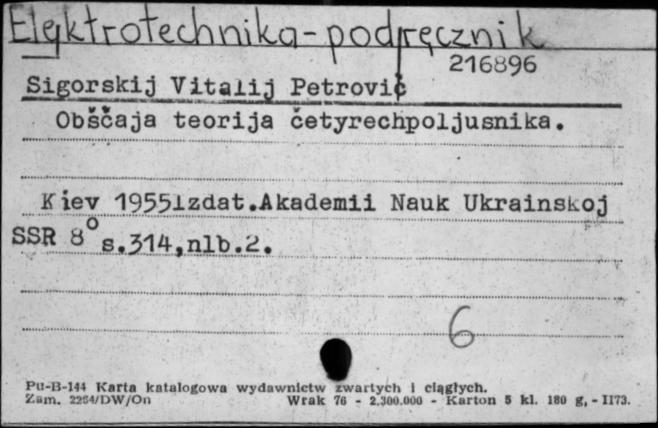 Elektrotechnika-podręcznik
216896
Sigorskij Vitalij Petrovič
Obščaja teorija četyrechpoljusnika.
Kiev 1955 Izdat.Akademii Nauk Ukrainskoj
SSR 8° s.314,nlb.2.
6
Pu-B-144 Karta katalogowa wydawnictw zwartych i ciągłych.
Zam. 2264/DW/On Wrak 76 - 2.300.000 - Karton 5 kl. 180 g, - II73.